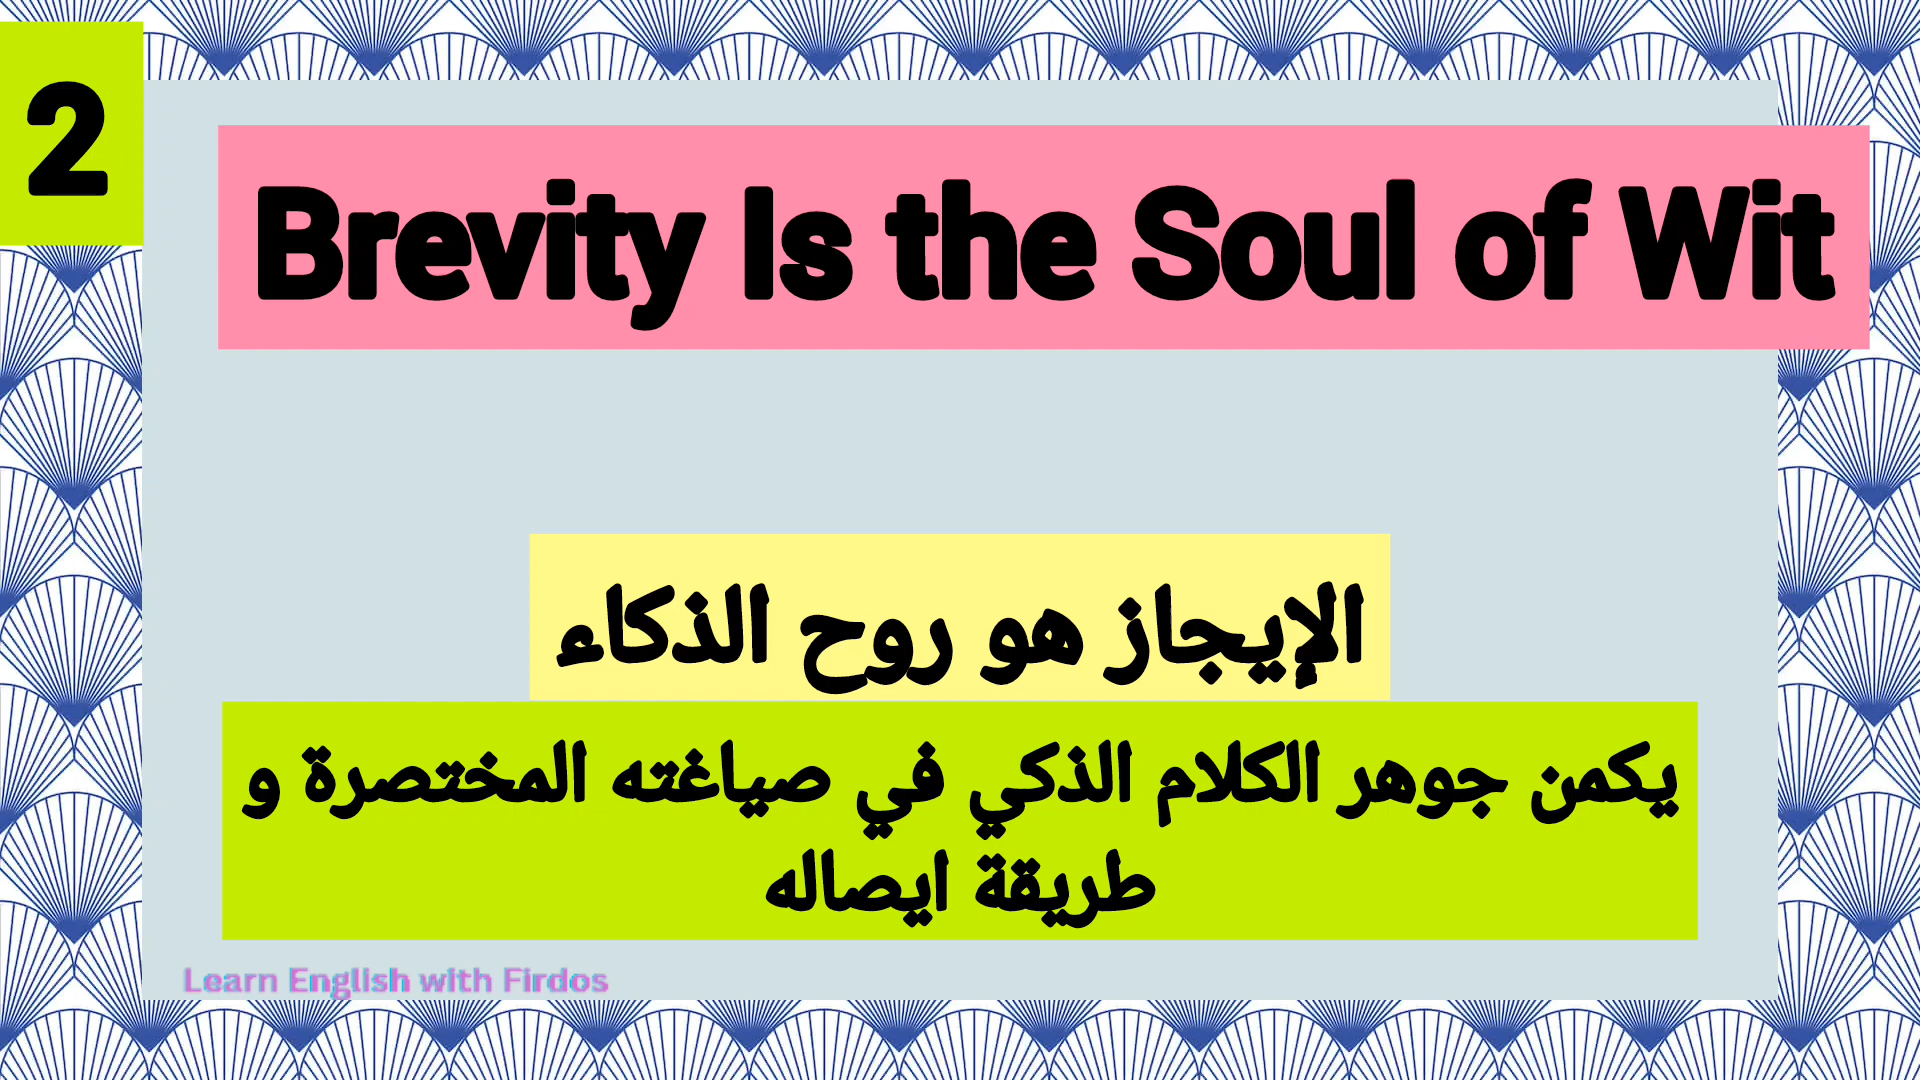 2
Brevity Is the Soul of Wit
الإيجاز هو روح الذكاء
يكمن جوهر الكلام الذكي في صياغته المختصرة و
طريقة ايصاله
Learn English with Firdos